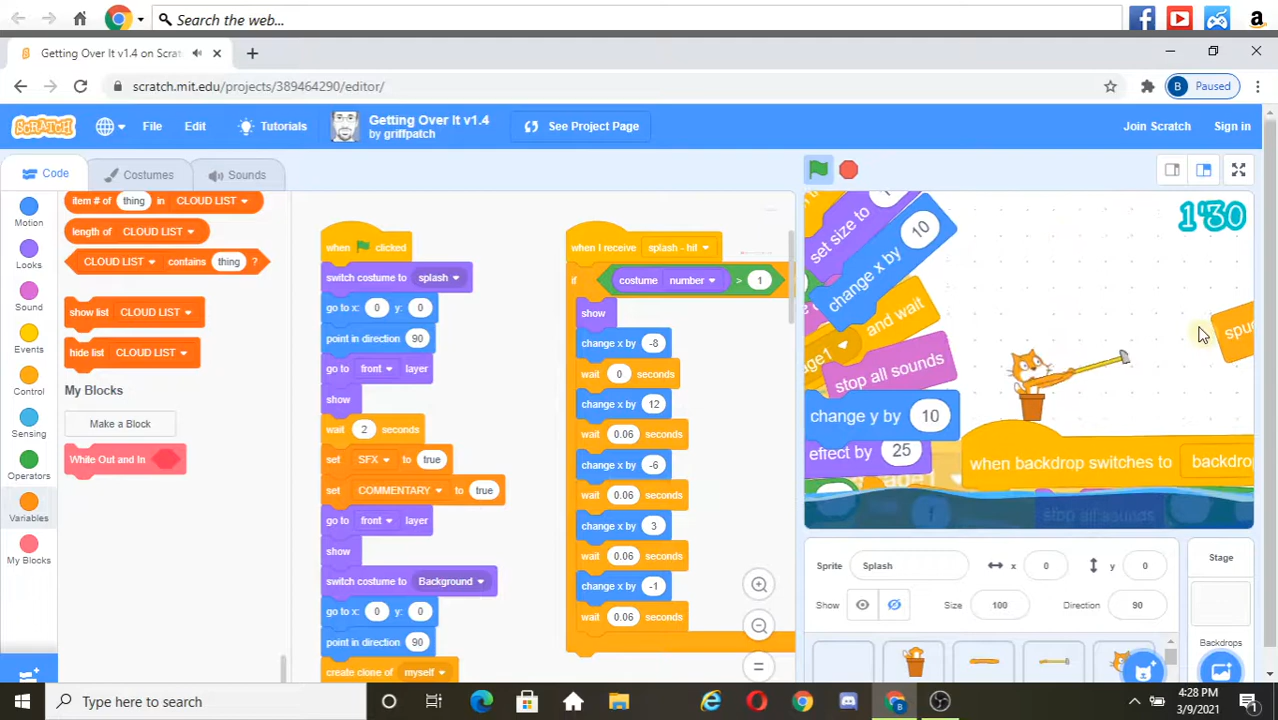 Search the web...
Getting Over It v1.4 on Scrat
scratch.mit.edu/projects/389464290/editor/
B Paused
SCRATCH
File
Edit
Tutorials
Getting Over It v1.4
by griffpatch
See Project Page
Join Scratch
Sign in
Code
Costumes
Sounds
Motion
Looks
Sound
Events
Control
Sensing
Operators
Variables
My Blocks
item # of thing in CLOUD LIST
length of CLOUD LIST
CLOUD LIST contains thing ?
show list CLOUD LIST
hide list CLOUD LIST
My Blocks
Make a Block
While Out and In
when clicked
switch costume to splash
go to x: 0 y: 0
point in direction 90
go to front layer
show
wait 2 seconds
set SFX to true
set COMMENTARY to true
go to front layer
show
switch costume to Background
go to x: 0 y: 0
point in direction 90
create clone of myself
when I receive splash - hit
if costume number > 1
show
change x by -8
wait 0 seconds
change x by 12
wait 0.06 seconds
change x by -6
wait 0.06 seconds
change x by 3
wait 0.06 seconds
change x by -1
wait 0.06 seconds
1:30
set size to 1
change x by 10
and wait
stop all sounds
change y by 10
effect by 25
when backdrop switches to backdro
Sprite Splash x 0 y 0
Show Size 100 Direction 90
Stage
Backdrops
Type here to search
4:28 PM
3/9/2021
1